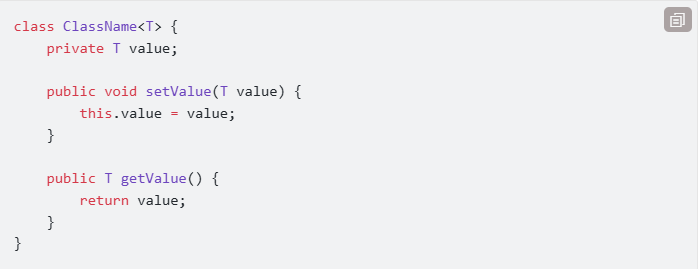 class ClassName<T> {
    private T value;

    public void setValue(T value) {
        this.value = value;
    }

    public T getValue() {
        return value;
    }
}